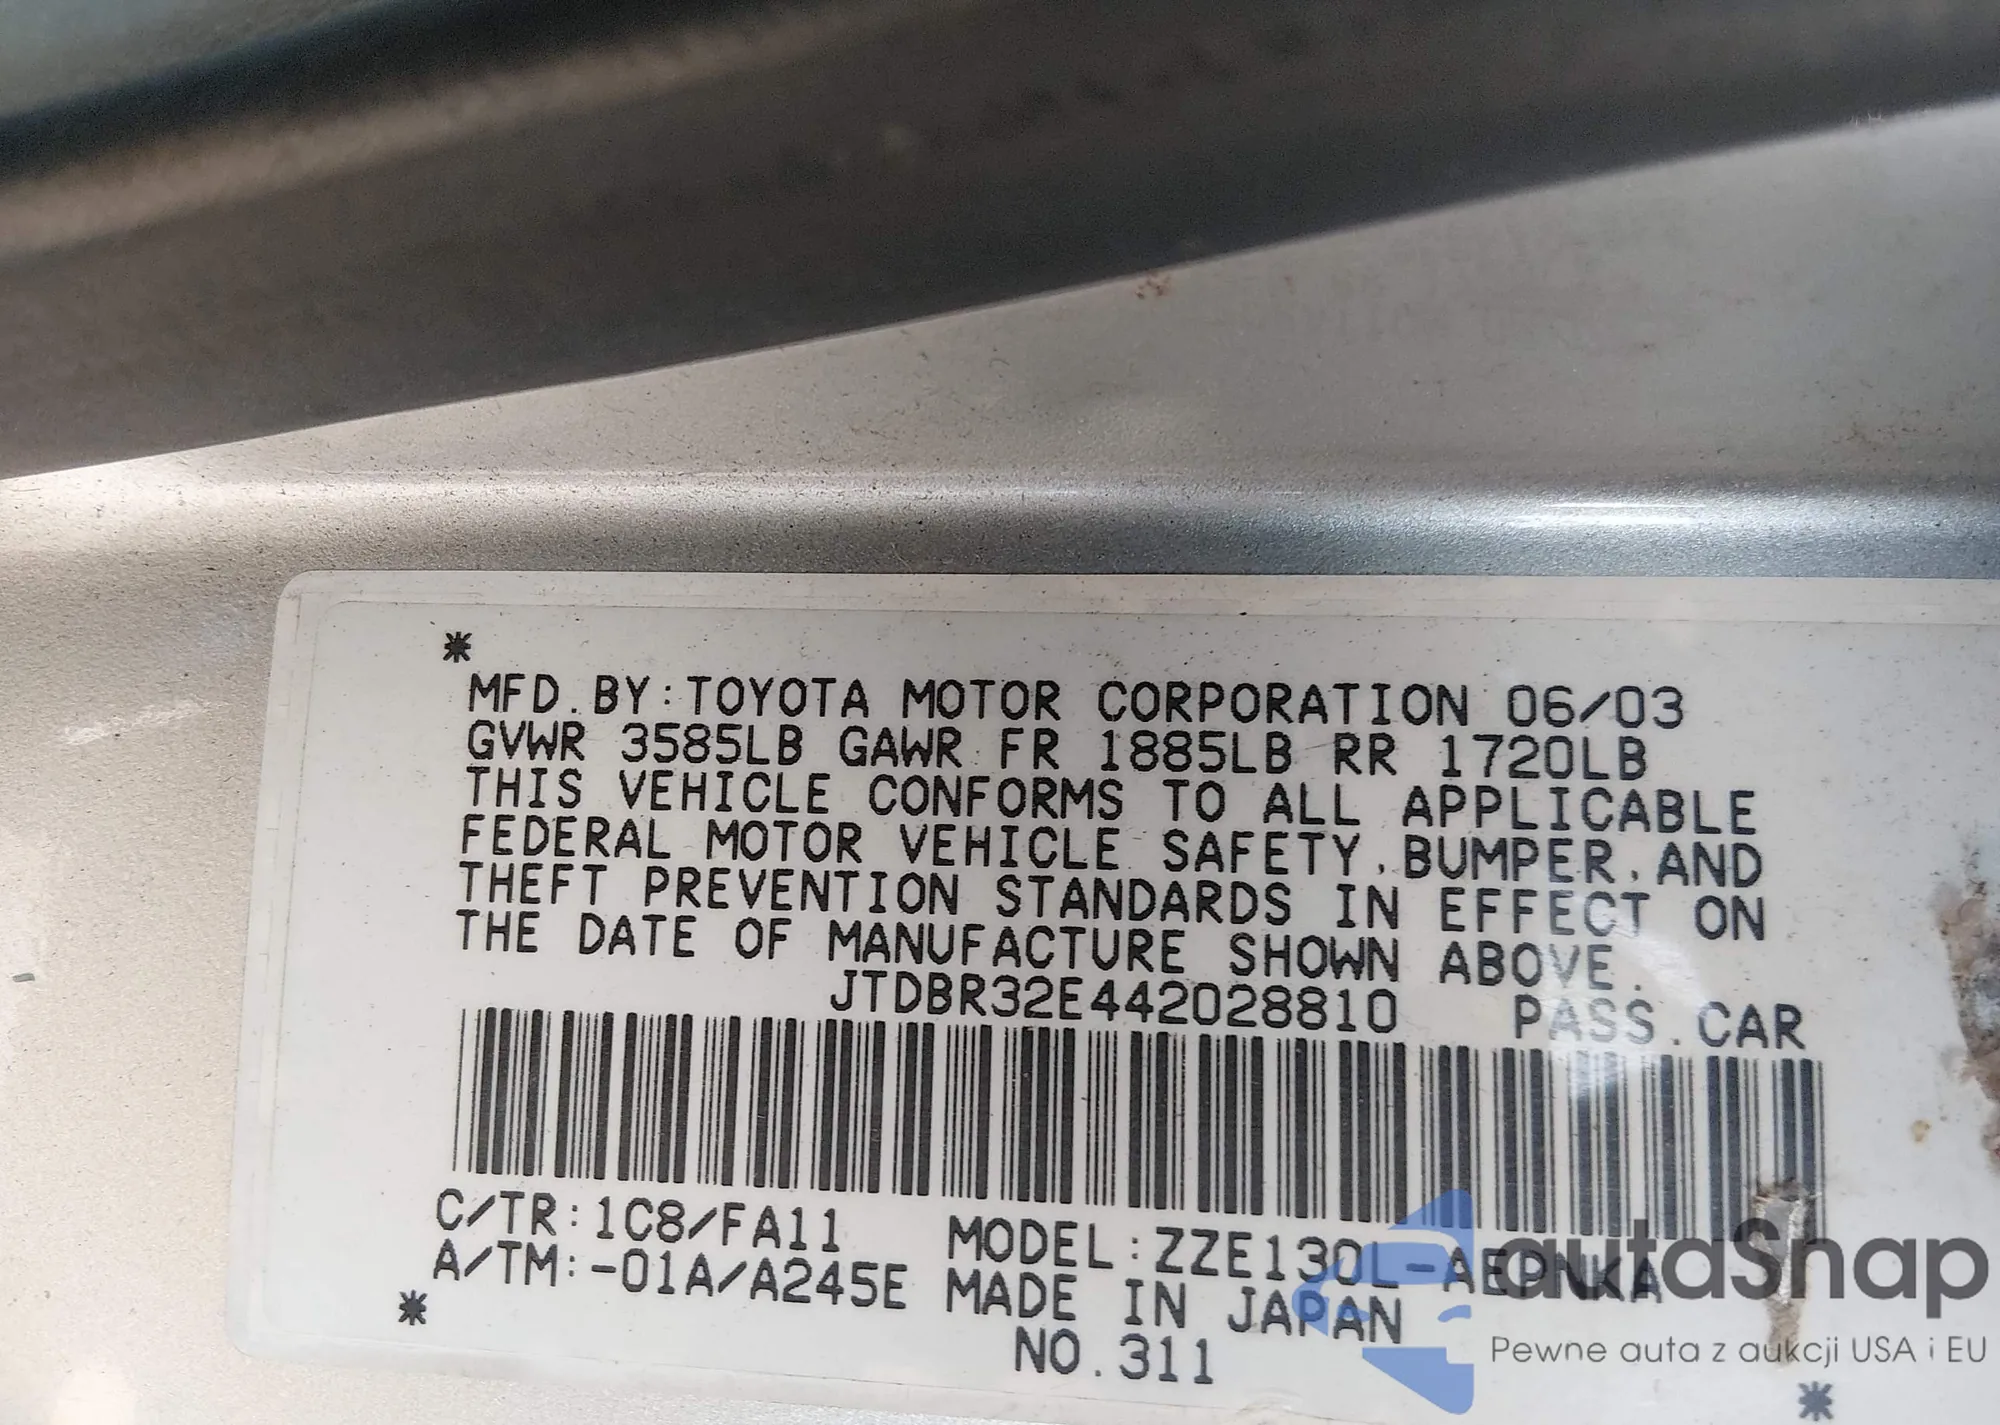 *
MFD.BY:TOYOTA MOTOR CORPORATION 06/03
GVWR 3585LB GAWR FR 1885LB RR 1720LB
THIS VEHICLE CONFORMS TO ALL APPLICABLE
FEDERAL MOTOR VEHICLE SAFETY,BUMPER,AND
THEFT PREVENTION STANDARDS IN EFFECT ON
THE DATE OF MANUFACTURE SHOWN ABOVE.
JTDBR32E442028810 PASS.CAR
C/TR:1C8/FA11 MODEL:ZZE130L-AEPNKA
A/TM:-01A/A245E MADE IN JAPAN
* NO.311
*
autaSnap
Pewne auta z aukcji USA i EU